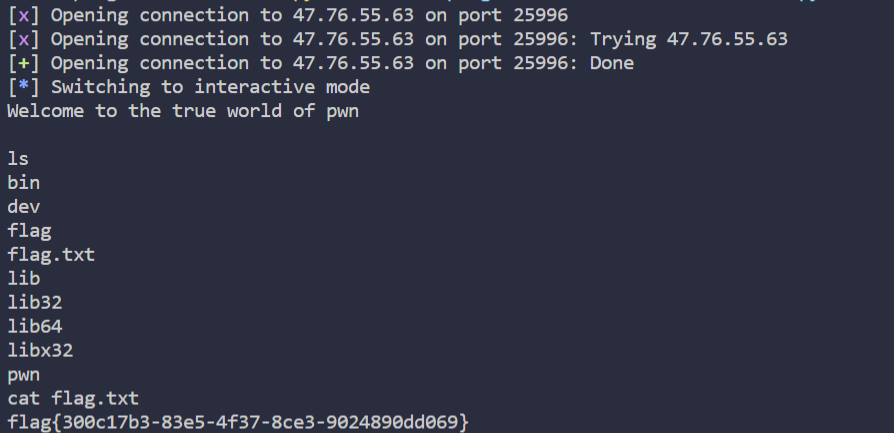 [x] Opening connection to 47.76.55.63 on port 25996
[x] Opening connection to 47.76.55.63 on port 25996: Trying 47.76.55.63
[+] Opening connection to 47.76.55.63 on port 25996: Done
[*] Switching to interactive mode
Welcome to the true world of pwn
ls
bin
dev
flag
flag.txt
lib
lib32
lib64
libx32
pwn
cat flag.txt
flag{300c17b3-83e5-4f37-8ce3-9024890dd069}